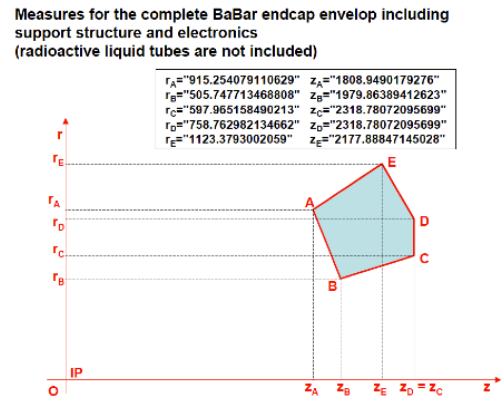 Measures for the complete BaBar endcap envelop including
support structure and electronics
(radioactive liquid tubes are not included)
rA="915.254079110629" zA="1808.9490179276"
rB="505.747713468808" zB="1979.86389412623"
rC="597.965158490213" zC="2318.78072095699"
rD="758.762982134662" zD="2318.78072095699"
rE="1123.3793002059" zE="2177.88847145028"
r
rE
E
rA
A
rD
D
rC
C
rB
B
IP
O
zA zB zE zD = zC z